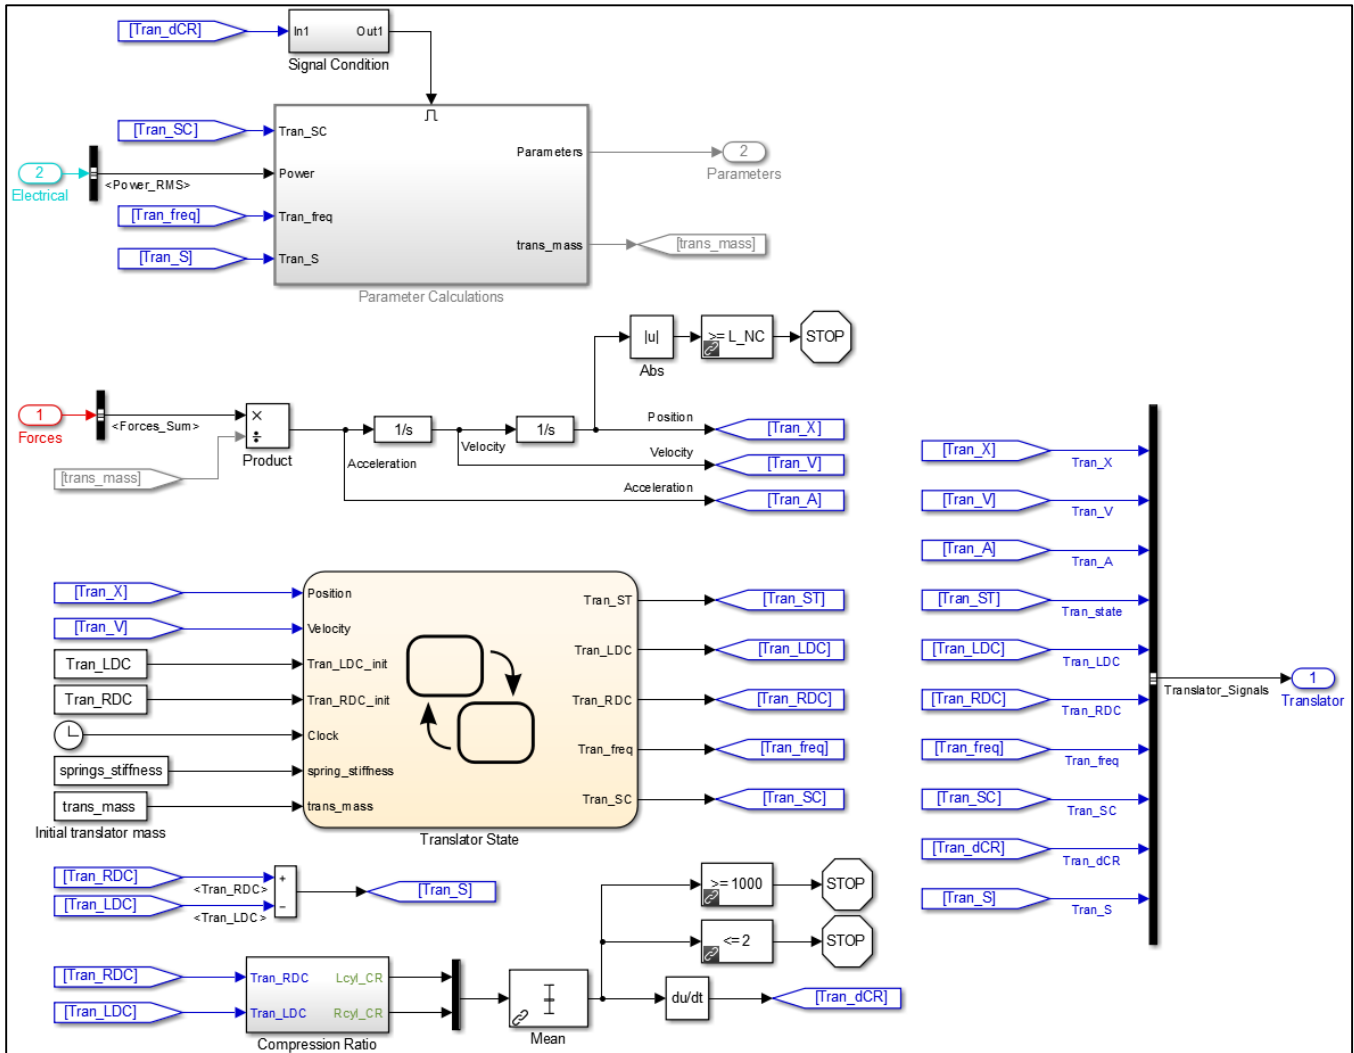 [Tran_dCR]
In1
Out1
Signal Condition
[Tran_SC]
Tran_SC
2
Electrical
<Power_RMS>
Power
[Tran_freq]
Tran_freq
[Tran_S]
Tran_S
Parameters
2
Parameters
trans_mass
[trans_mass]
Parameter Calculations
|u|
Abs
>= L_NC
STOP
1
Forces
<Forces_Sum>
×
÷
Product
[trans_mass]
1/s
Acceleration
1/s
Velocity
Position
[Tran_X]
Velocity
[Tran_V]
Acceleration
[Tran_A]
[Tran_X]
Position
[Tran_V]
Velocity
Tran_LDC
Tran_LDC_init
Tran_RDC
Tran_RDC_init
Clock
springs_stiffness
spring_stiffness
trans_mass
trans_mass
Initial translator mass
Tran_ST
[Tran_ST]
Tran_LDC
[Tran_LDC]
Tran_RDC
[Tran_RDC]
Tran_freq
[Tran_freq]
Tran_SC
[Tran_SC]
Translator State
[Tran_RDC]
<Tran_RDC>
+
[Tran_LDC]
<Tran_LDC>
−
[Tran_S]
[Tran_RDC]
Tran_RDC
Lcyl_CR
[Tran_LDC]
Tran_LDC
Rcyl_CR
Compression Ratio
Mean
>= 1000
STOP
<= 2
STOP
du/dt
[Tran_dCR]
[Tran_X]
Tran_X
[Tran_V]
Tran_V
[Tran_A]
Tran_A
[Tran_ST]
Tran_state
[Tran_LDC]
Tran_LDC
[Tran_RDC]
Tran_RDC
[Tran_freq]
Tran_freq
[Tran_SC]
Tran_SC
[Tran_dCR]
Tran_dCR
[Tran_S]
Tran_S
Translator_Signals
1
Translator